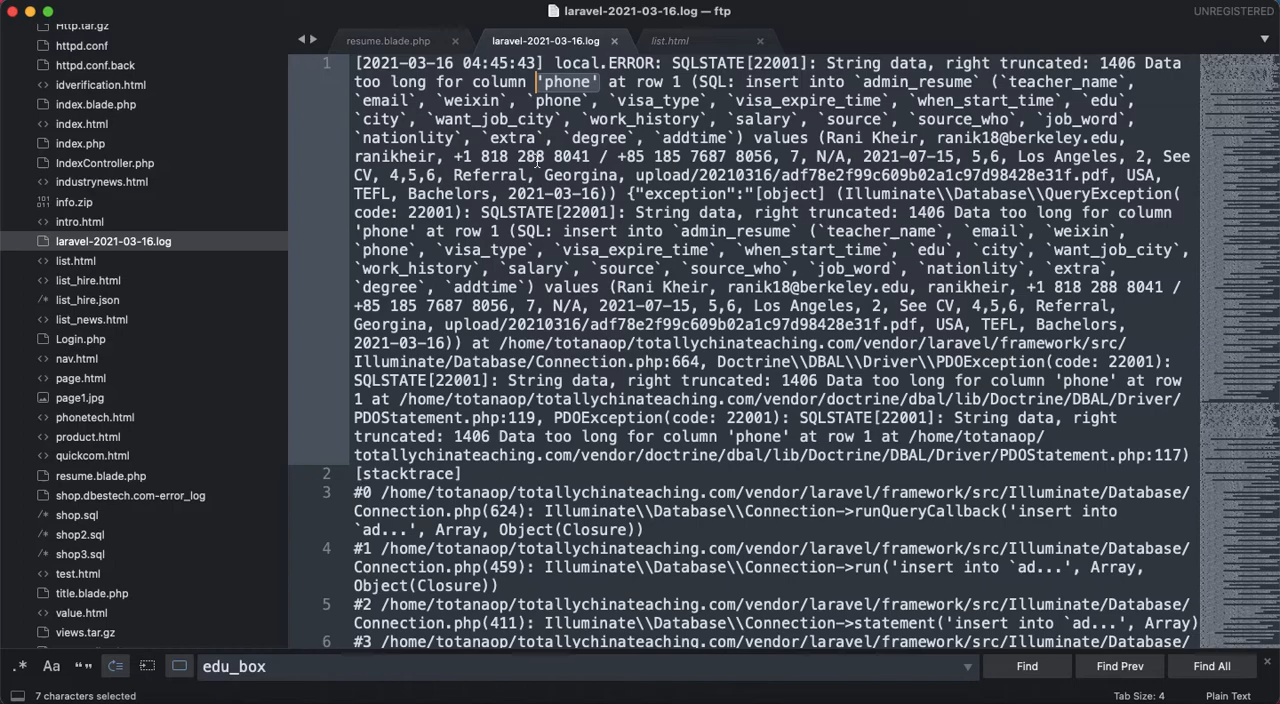 laravel-2021-03-16.log — ftp
UNREGISTERED
Http.tar.gz
httpd.conf
httpd.conf.back
idverification.html
index.blade.php
index.html
index.php
IndexController.php
industrynews.html
info.zip
intro.html
laravel-2021-03-16.log
list.html
list_hire.html
list_hire.json
list_news.html
Login.php
nav.html
page.html
page1.jpg
phonetech.html
product.html
quickcom.html
resume.blade.php
shop.dbestech.com-error_log
shop.sql
shop2.sql
shop3.sql
test.html
title.blade.php
value.html
views.tar.gz
resume.blade.php
laravel-2021-03-16.log
list.html
1 [2021-03-16 04:45:43] local.ERROR: SQLSTATE[22001]: String data, right truncated: 1406 Data
too long for column 'phone' at row 1 (SQL: insert into `admin_resume` (`teacher_name`,
`email`, `weixin`, `phone`, `visa_type`, `visa_expire_time`, `when_start_time`, `edu`,
`city`, `want_job_city`, `work_history`, `salary`, `source`, `source_who`, `job_word`,
`nationlity`, `extra`, `degree`, `addtime`) values (Rani Kheir, ranik18@berkeley.edu,
ranikheir, +1 818 288 8041 / +85 185 7687 8056, 7, N/A, 2021-07-15, 5,6, Los Angeles, 2, See
CV, 4,5,6, Referral, Georgina, upload/20210316/adf78e2f99c609b02a1c97d98428e31f.pdf, USA,
TEFL, Bachelors, 2021-03-16)) {"exception":"[object] (Illuminate\\Database\\QueryException(
code: 22001): SQLSTATE[22001]: String data, right truncated: 1406 Data too long for column
'phone' at row 1 (SQL: insert into `admin_resume` (`teacher_name`, `email`, `weixin`,
`phone`, `visa_type`, `visa_expire_time`, `when_start_time`, `edu`, `city`, `want_job_city`,
`work_history`, `salary`, `source`, `source_who`, `job_word`, `nationlity`, `extra`,
`degree`, `addtime`) values (Rani Kheir, ranik18@berkeley.edu, ranikheir, +1 818 288 8041 /
+85 185 7687 8056, 7, N/A, 2021-07-15, 5,6, Los Angeles, 2, See CV, 4,5,6, Referral,
Georgina, upload/20210316/adf78e2f99c609b02a1c97d98428e31f.pdf, USA, TEFL, Bachelors,
2021-03-16)) at /home/totanaop/totallychinateaching.com/vendor/laravel/framework/src/
Illuminate/Database/Connection.php:664, Doctrine\\DBAL\\Driver\\PDOException(code: 22001):
SQLSTATE[22001]: String data, right truncated: 1406 Data too long for column 'phone' at row
1 at /home/totanaop/totallychinateaching.com/vendor/doctrine/dbal/lib/Doctrine/DBAL/Driver/
PDOStatement.php:119, PDOException(code: 22001): SQLSTATE[22001]: String data, right
truncated: 1406 Data too long for column 'phone' at row 1 at /home/totanaop/
totallychinateaching.com/vendor/doctrine/dbal/lib/Doctrine/DBAL/Driver/PDOStatement.php:117)
2 [stacktrace]
3 #0 /home/totanaop/totallychinateaching.com/vendor/laravel/framework/src/Illuminate/Database/
Connection.php(624): Illuminate\\Database\\Connection->runQueryCallback('insert into
`ad...', Array, Object(Closure))
4 #1 /home/totanaop/totallychinateaching.com/vendor/laravel/framework/src/Illuminate/Database/
Connection.php(459): Illuminate\\Database\\Connection->run('insert into `ad...', Array,
Object(Closure))
5 #2 /home/totanaop/totallychinateaching.com/vendor/laravel/framework/src/Illuminate/Database/
Connection.php(411): Illuminate\\Database\\Connection->statement('insert into `ad...', Array)
6 #3 /home/totanaop/totallychinateaching.com/vendor/laravel/framework/src/Illuminate/Database/
.* Aa edu_box Find Find Prev Find All
7 characters selected Tab Size: 4 Plain Text